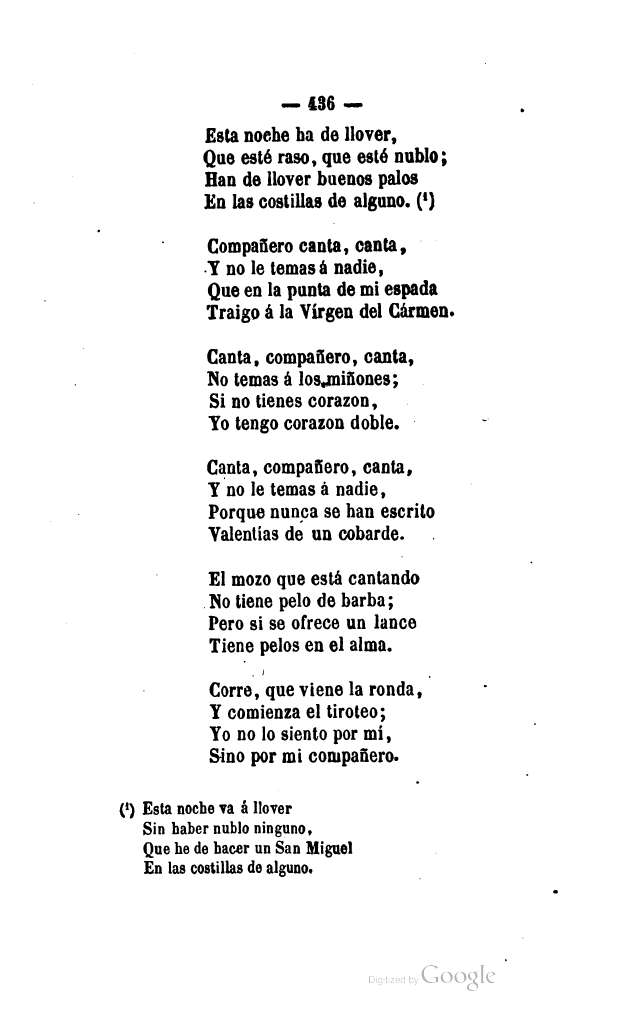 — 436 —
Esta noche ha de llover,
Que esté raso, que esté nublo;
Han de llover buenos palos
En las costillas de alguno. (¹)
Compañero canta, canta,
Y no le temas á nadie,
Que en la punta de mi espada
Traigo á la Vírgen del Cármen.
Canta, compañero, canta,
No temas á los miñones;
Si no tienes corazon,
Yo tengo corazon doble.
Canta, compañero, canta,
Y no le temas á nadie,
Porque nunca se han escrito
Valentías de un cobarde.
El mozo que está cantando
No tiene pelo de barba;
Pero si se ofrece un lance
Tiene pelos en el alma.
Corre, que viene la ronda,
Y comienza el tiroteo;
Yo no lo siento por mí,
Sino por mi compañero.
(¹) Esta noche va á llover
Sin haber nublo ninguno,
Que he de hacer un San Miguel
En las costillas de alguno.
Digitized by Google